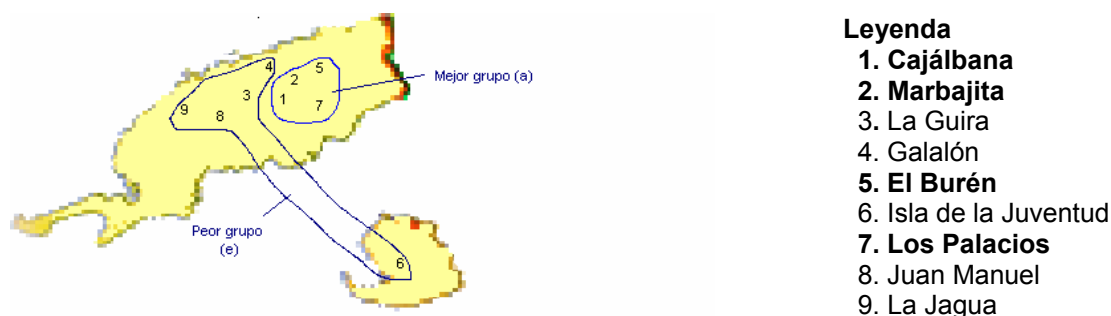 4
5
2
Mejor grupo (a)
9
3
1
7
8
Peor grupo
(e)
6
Leyenda
1. Cajálbana
2. Marbajita
3. La Guira
4. Galalón
5. El Burén
6. Isla de la Juventud
7. Los Palacios
8. Juan Manuel
9. La Jagua